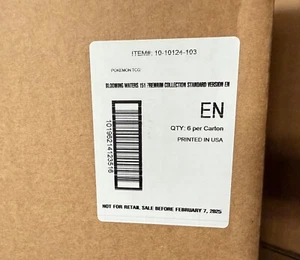 ITEM#: 10-10124-103
POKEMON TCG
BLOOMING WATERS 151 PREMIUM COLLECTION STANDARD VERSION EN
EN
QTY: 6 per Carton
PRINTED IN USA
10196214123516
NOT FOR RETAIL SALE BEFORE FEBRUARY 7, 2025